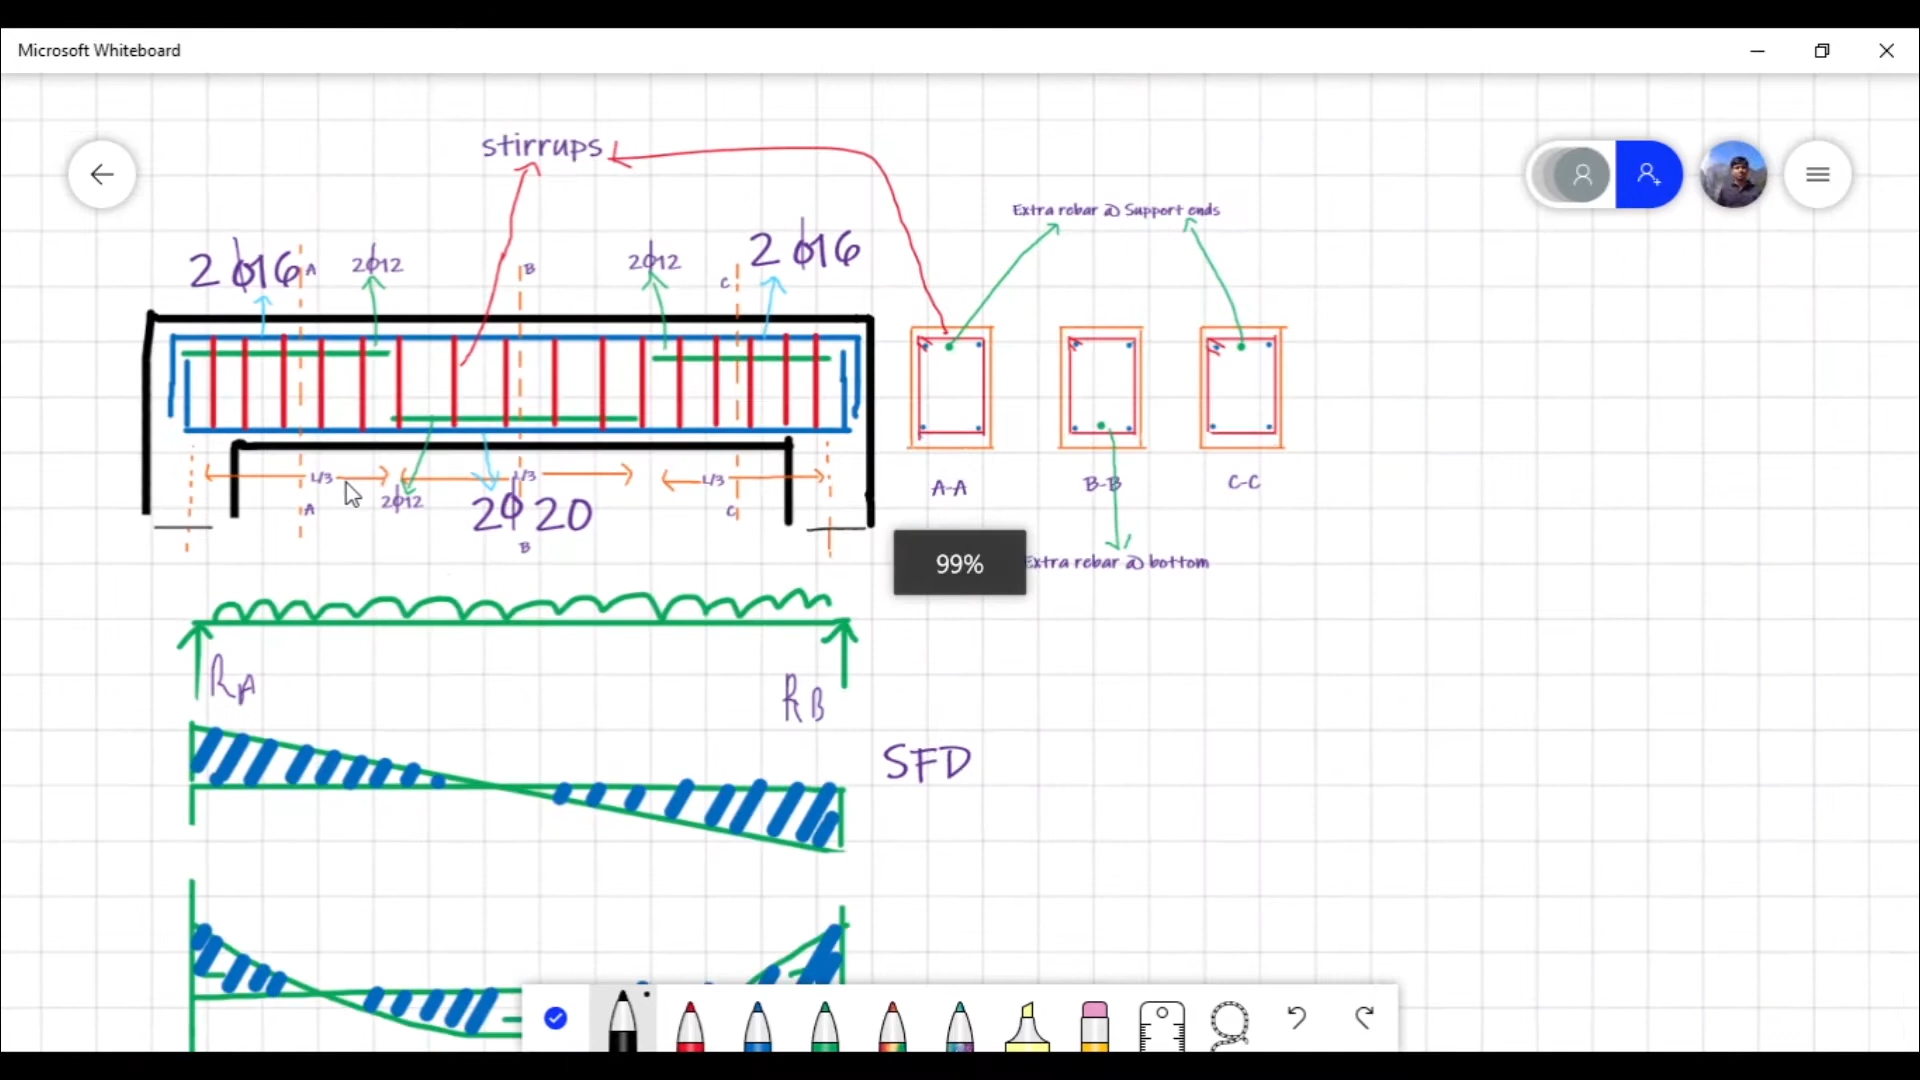 Microsoft Whiteboard
stirrups
Extra rebar @ Support ends
2ϕ16
A
2ϕ12
B
2ϕ12
C
2ϕ16
L/3
L/3
L/3
A-A
B-B
C-C
A
2ϕ12
2ϕ20
C
B
99%
Extra rebar @ bottom
RA
RB
SFD